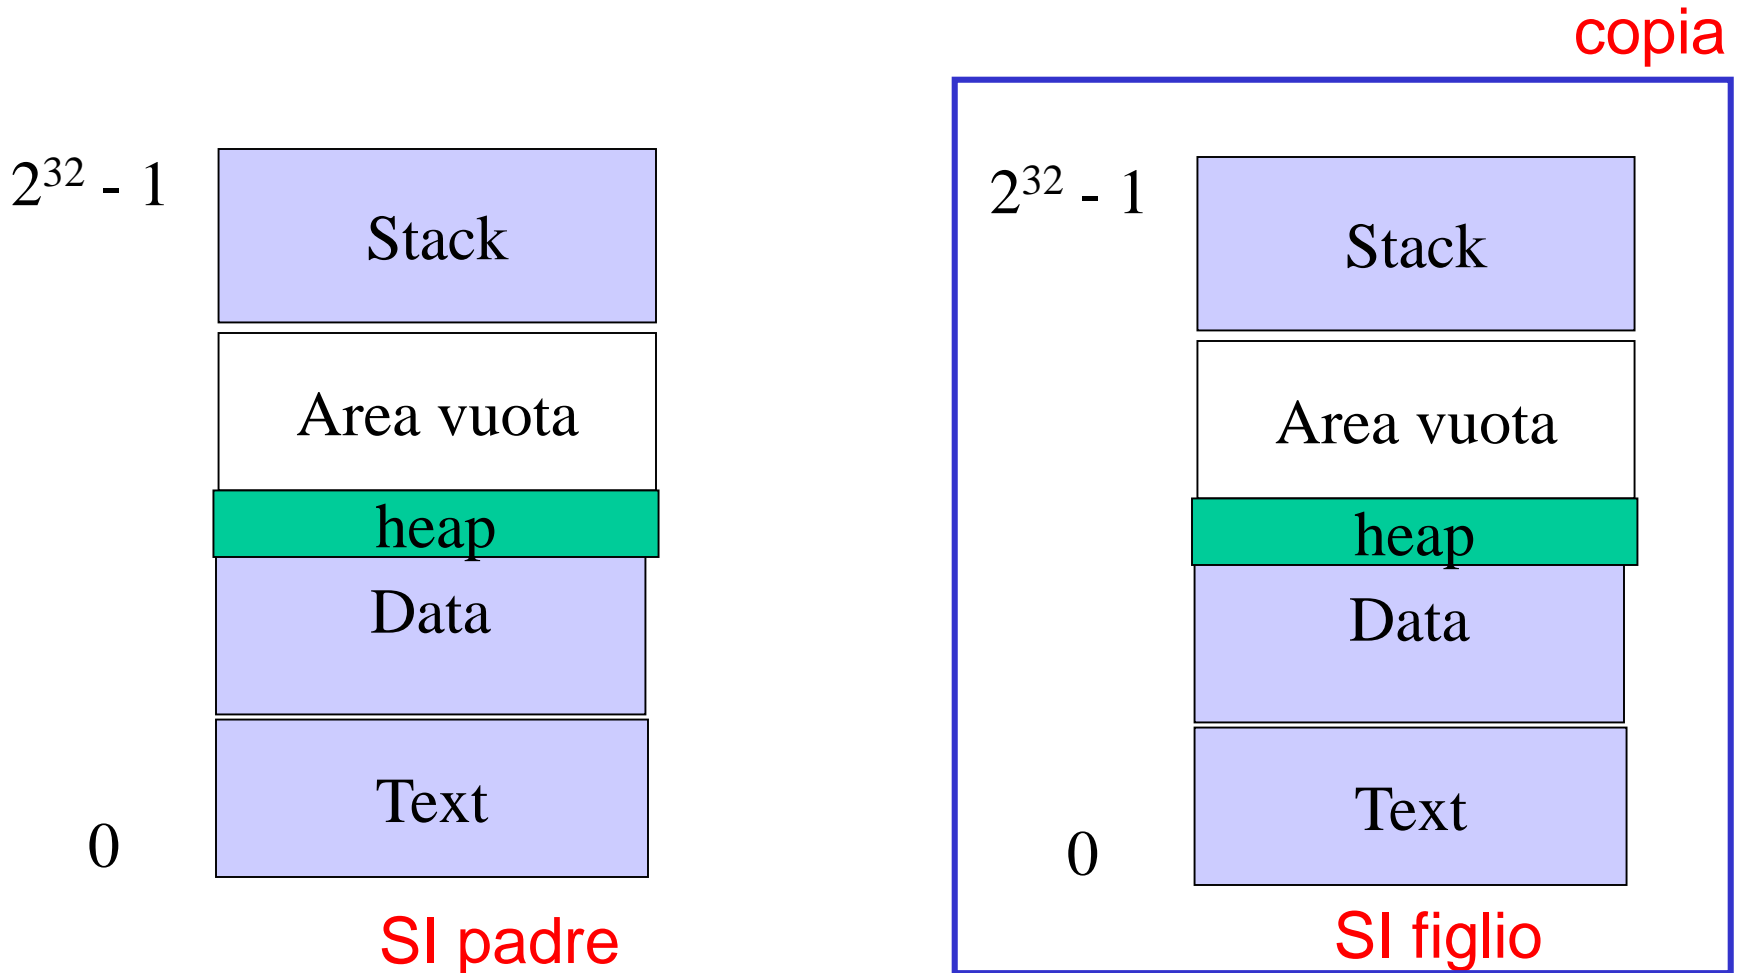 copia
2³² - 1
Stack
Area vuota
heap
Data
Text
0
SI padre
2³² - 1
Stack
Area vuota
heap
Data
Text
0
SI figlio